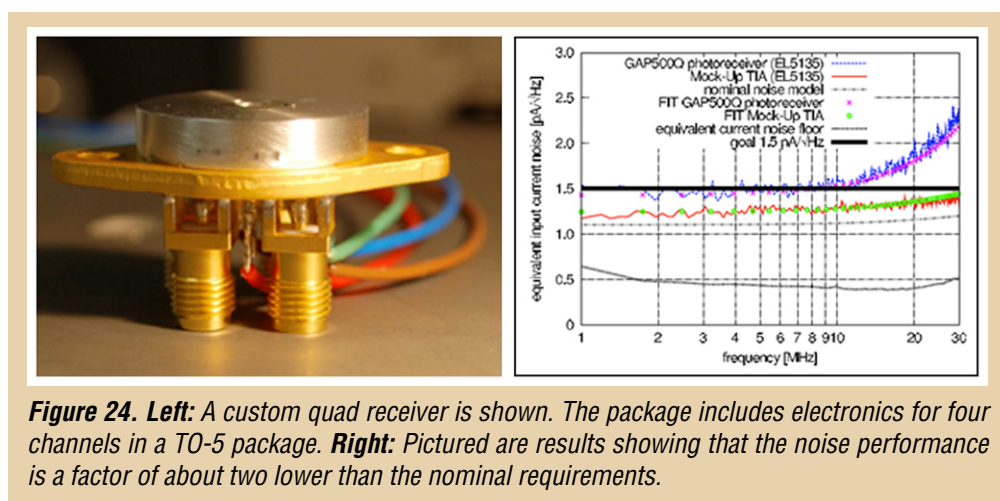 3.0
2.5
2.0
1.5
1.0
0.5
0
equivalent input current noise [pA/√Hz]
GAP500Q photoreceiver (EL5135)
Mock-Up TIA (EL5135)
nominal noise model
FIT GAP500Q photoreceiver
FIT Mock-Up TIA
equivalent current noise floor
goal 1.5 pA/√Hz
1 2 3 4 5 6 7 8 910 20 30
frequency [MHz]
Figure 24. Left: A custom quad receiver is shown. The package includes electronics for four
channels in a TO-5 package. Right: Pictured are results showing that the noise performance
is a factor of about two lower than the nominal requirements.